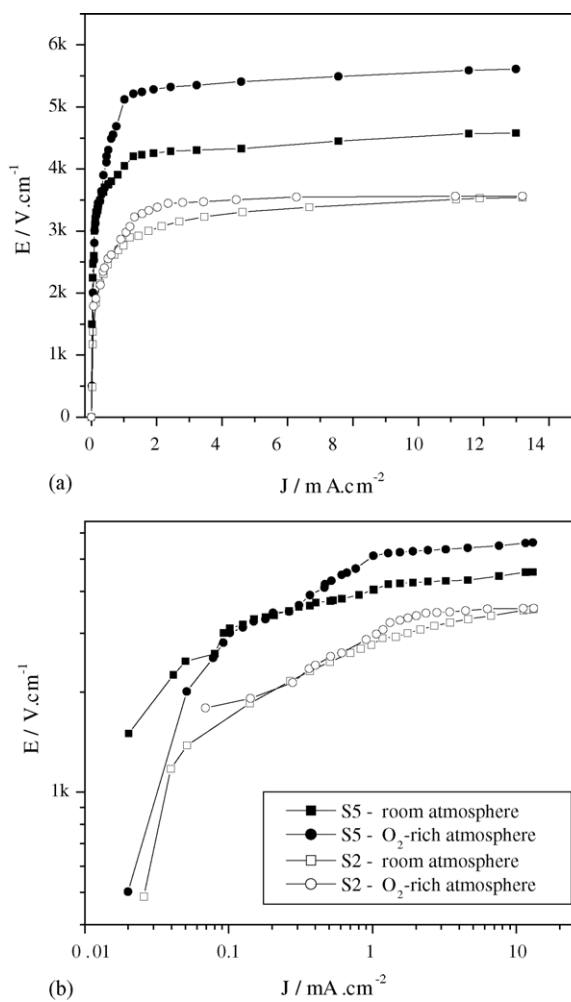 6k
5k
4k
3k
2k
1k
0
E / V.cm⁻¹
0 2 4 6 8 10 12 14
(a) J / mA.cm⁻²
E / V.cm⁻¹
1k
S5 - room atmosphere
S5 - O₂-rich atmosphere
S2 - room atmosphere
S2 - O₂-rich atmosphere
0.01 0.1 1 10
(b) J / mA.cm⁻²